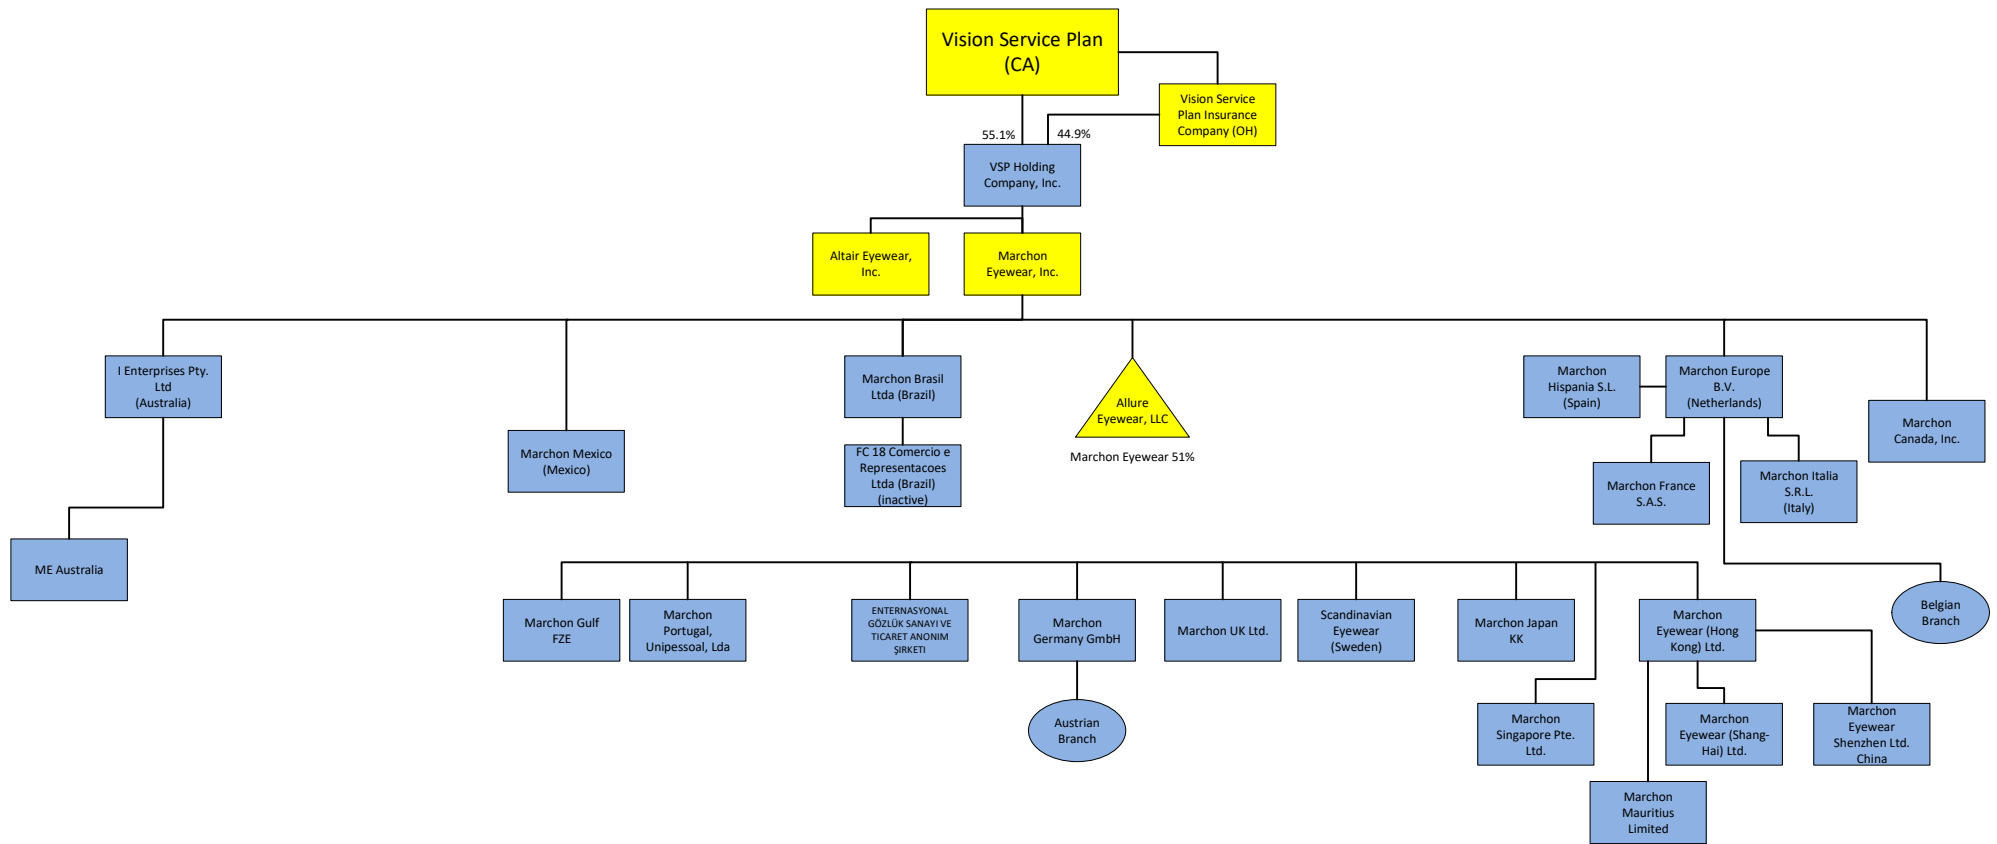 Vision Service Plan
(CA)
Vision Service
Plan Insurance
Company (OH)
55.1%
44.9%
VSP Holding
Company, Inc.
Altair Eyewear,
Inc.
Marchon
Eyewear, Inc.
I Enterprises Pty.
Ltd
(Australia)
Marchon Brasil
Ltda (Brazil)
Allure
Eyewear, LLC
Marchon Eyewear 51%
Marchon
Hispania S.L.
(Spain)
Marchon Europe
B.V.
(Netherlands)
Marchon
Canada, Inc.
Marchon Mexico
(Mexico)
FC 18 Comercio e
Representacoes
Ltda (Brazil)
(inactive)
Marchon France
S.A.S.
Marchon Italia
S.R.L.
(Italy)
ME Australia
Marchon Gulf
FZE
Marchon
Portugal,
Unipessoal, Lda
ENTERNASYONAL
GÖZLÜK SANAYI VE
TICARET ANONIM
ŞIRKETI
Marchon
Germany GmbH
Marchon UK Ltd.
Scandinavian
Eyewear
(Sweden)
Marchon Japan
KK
Marchon
Eyewear (Hong
Kong) Ltd.
Belgian
Branch
Austrian
Branch
Marchon
Singapore Pte.
Ltd.
Marchon
Eyewear (Shang-
Hai) Ltd.
Marchon
Eyewear
Shenzhen Ltd.
China
Marchon
Mauritius
Limited